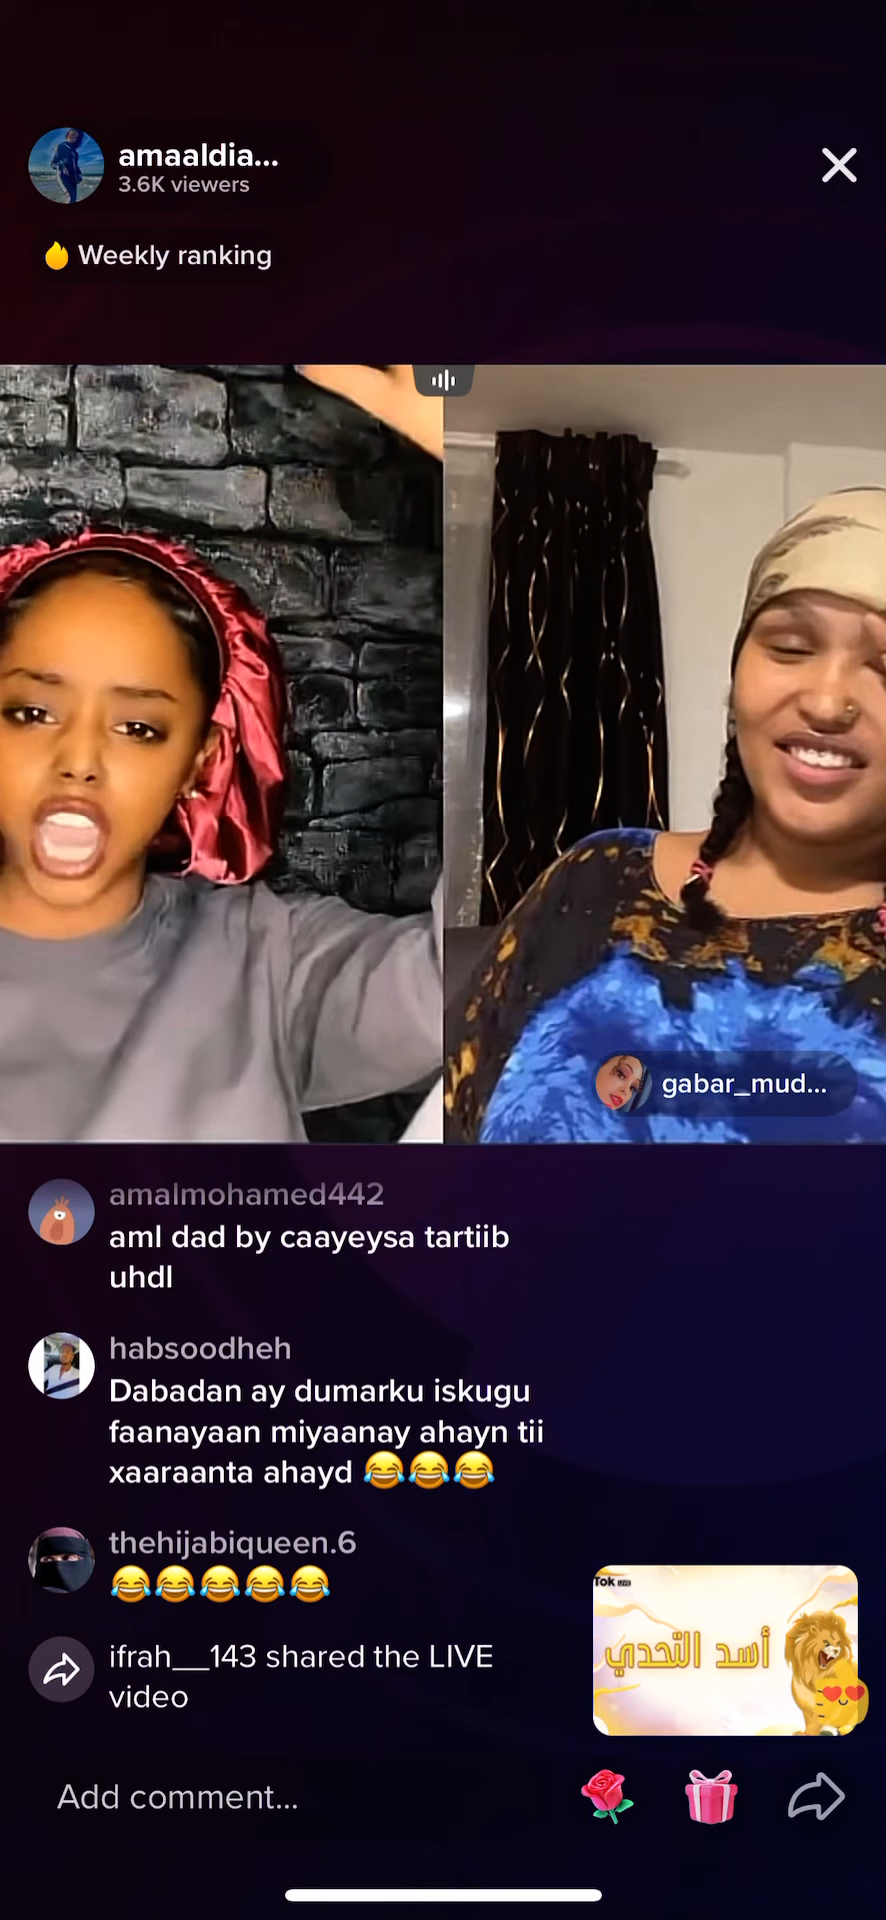 amaaldia...
3.6K viewers
Weekly ranking
gabar_mud...
amalmohamed442
aml dad by caayeysa tartiib
uhdl
habsoodheh
Dabadan ay dumarku iskugu
faanayaan miyaanay ahayn tii
xaaraanta ahayd 😂😂😂
thehijabiqueen.6
😂😂😂😂😂
ifrah__143 shared the LIVE
video
Tok LIVE
أسد التحدي
Add comment...